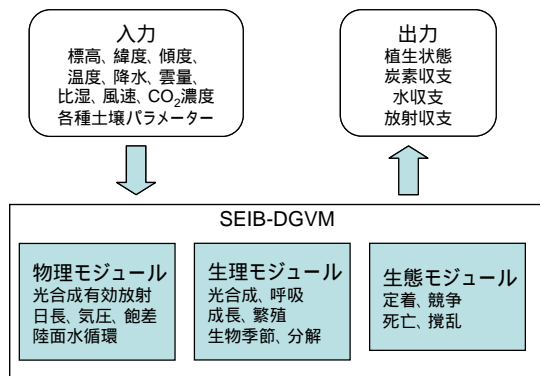 入力
標高、緯度、傾度、
温度、降水、雲量、
比湿、風速、CO₂濃度
各種土壌パラメーター
出力
植生状態
炭素収支
水収支
放射収支
SEIB-DGVM
物理モジュール
光合成有効放射
日長、気圧、飽差
陸面水循環
生理モジュール
光合成、呼吸
成長、繁殖
生物季節、分解
生態モジュール
定着、競争
死亡、撹乱